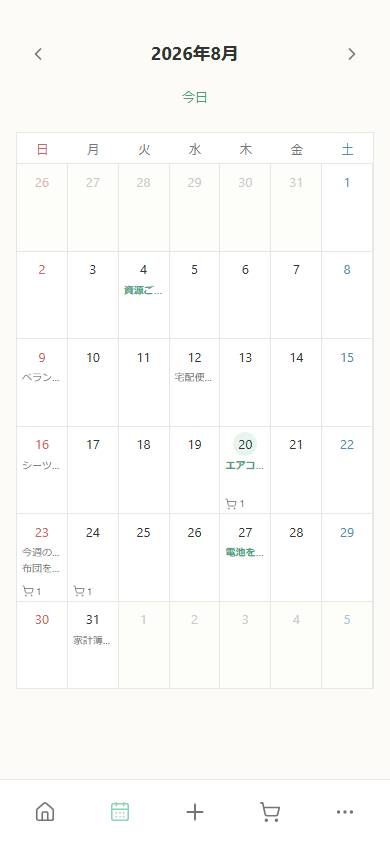 2026年8月
今日
日 月 火 水 木 金 土
26 27 28 29 30 31 1
2 3 4 5 6 7 8
資源ご...
9 10 11 12 13 14 15
ベラン... 宅配便...
16 17 18 19 20 21 22
シーツ... エアコ...
1
23 24 25 26 27 28 29
今週の... 電池を...
布団を...
1 1
30 31 1 2 3 4 5
家計簿...